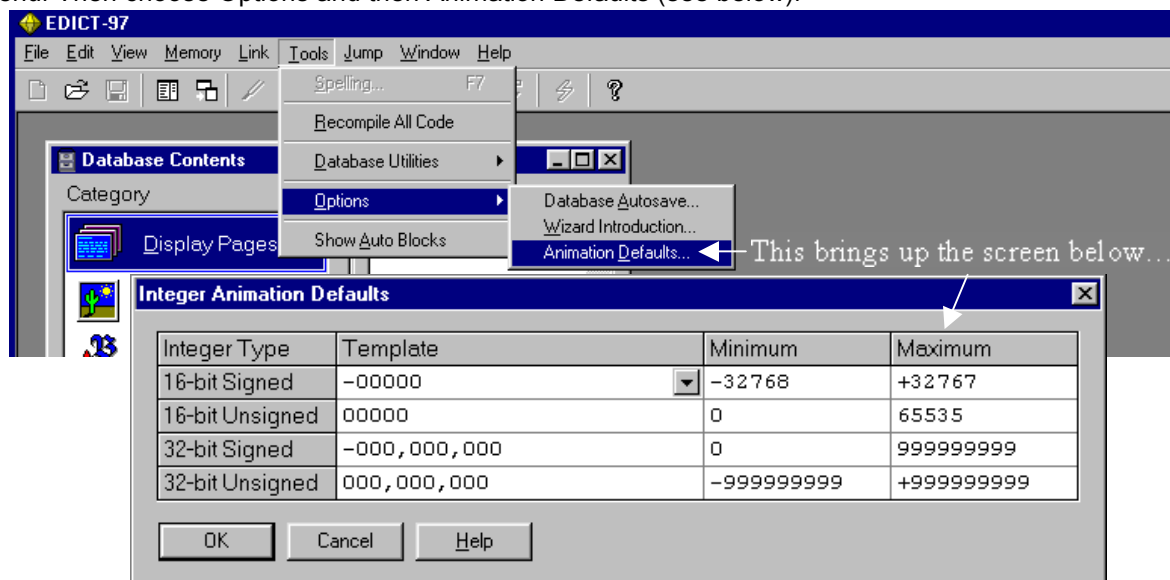 Then choose Options and then Animation Defaults (see below).
EDICT-97
File Edit View Memory Link Tools Jump Window Help
Spelling... F7
Recompile All Code
Database Utilities
Options
Show Auto Blocks
Database Autosave...
Wizard Introduction...
Animation Defaults...
This brings up the screen below...
Database Contents
Category
Display Pages
Integer Animation Defaults
Integer Type Template Minimum Maximum
16-bit Signed -00000 -32768 +32767
16-bit Unsigned 00000 0 65535
32-bit Signed -000,000,000 0 999999999
32-bit Unsigned 000,000,000 -999999999 +999999999
OK Cancel Help